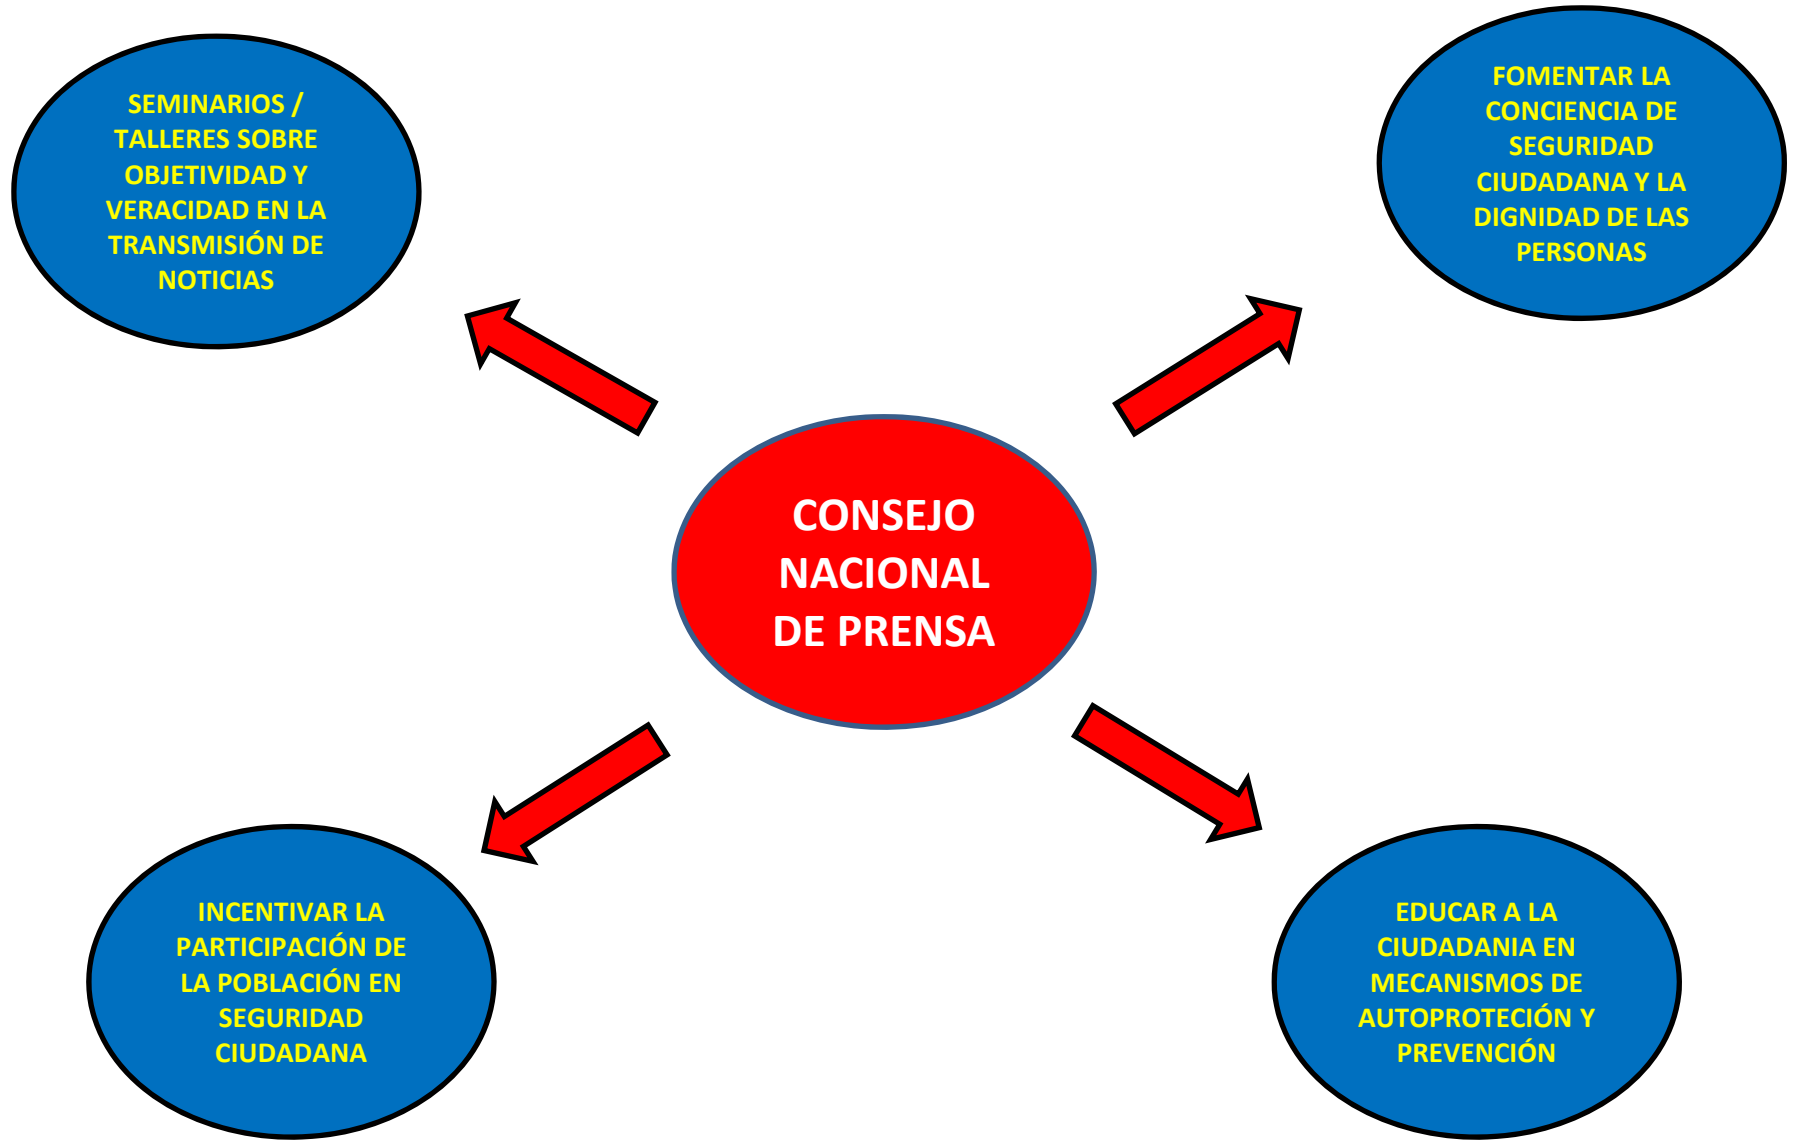 SEMINARIOS /
TALLERES SOBRE
OBJETIVIDAD Y
VERACIDAD EN LA
TRANSMISIÓN DE
NOTICIAS
FOMENTAR LA
CONCIENCIA DE
SEGURIDAD
CIUDADANA Y LA
DIGNIDAD DE LAS
PERSONAS
CONSEJO
NACIONAL
DE PRENSA
INCENTIVAR LA
PARTICIPACIÓN DE
LA POBLACIÓN EN
SEGURIDAD
CIUDADANA
EDUCAR A LA
CIUDADANIA EN
MECANISMOS DE
AUTOPROTECIÓN Y
PREVENCIÓN